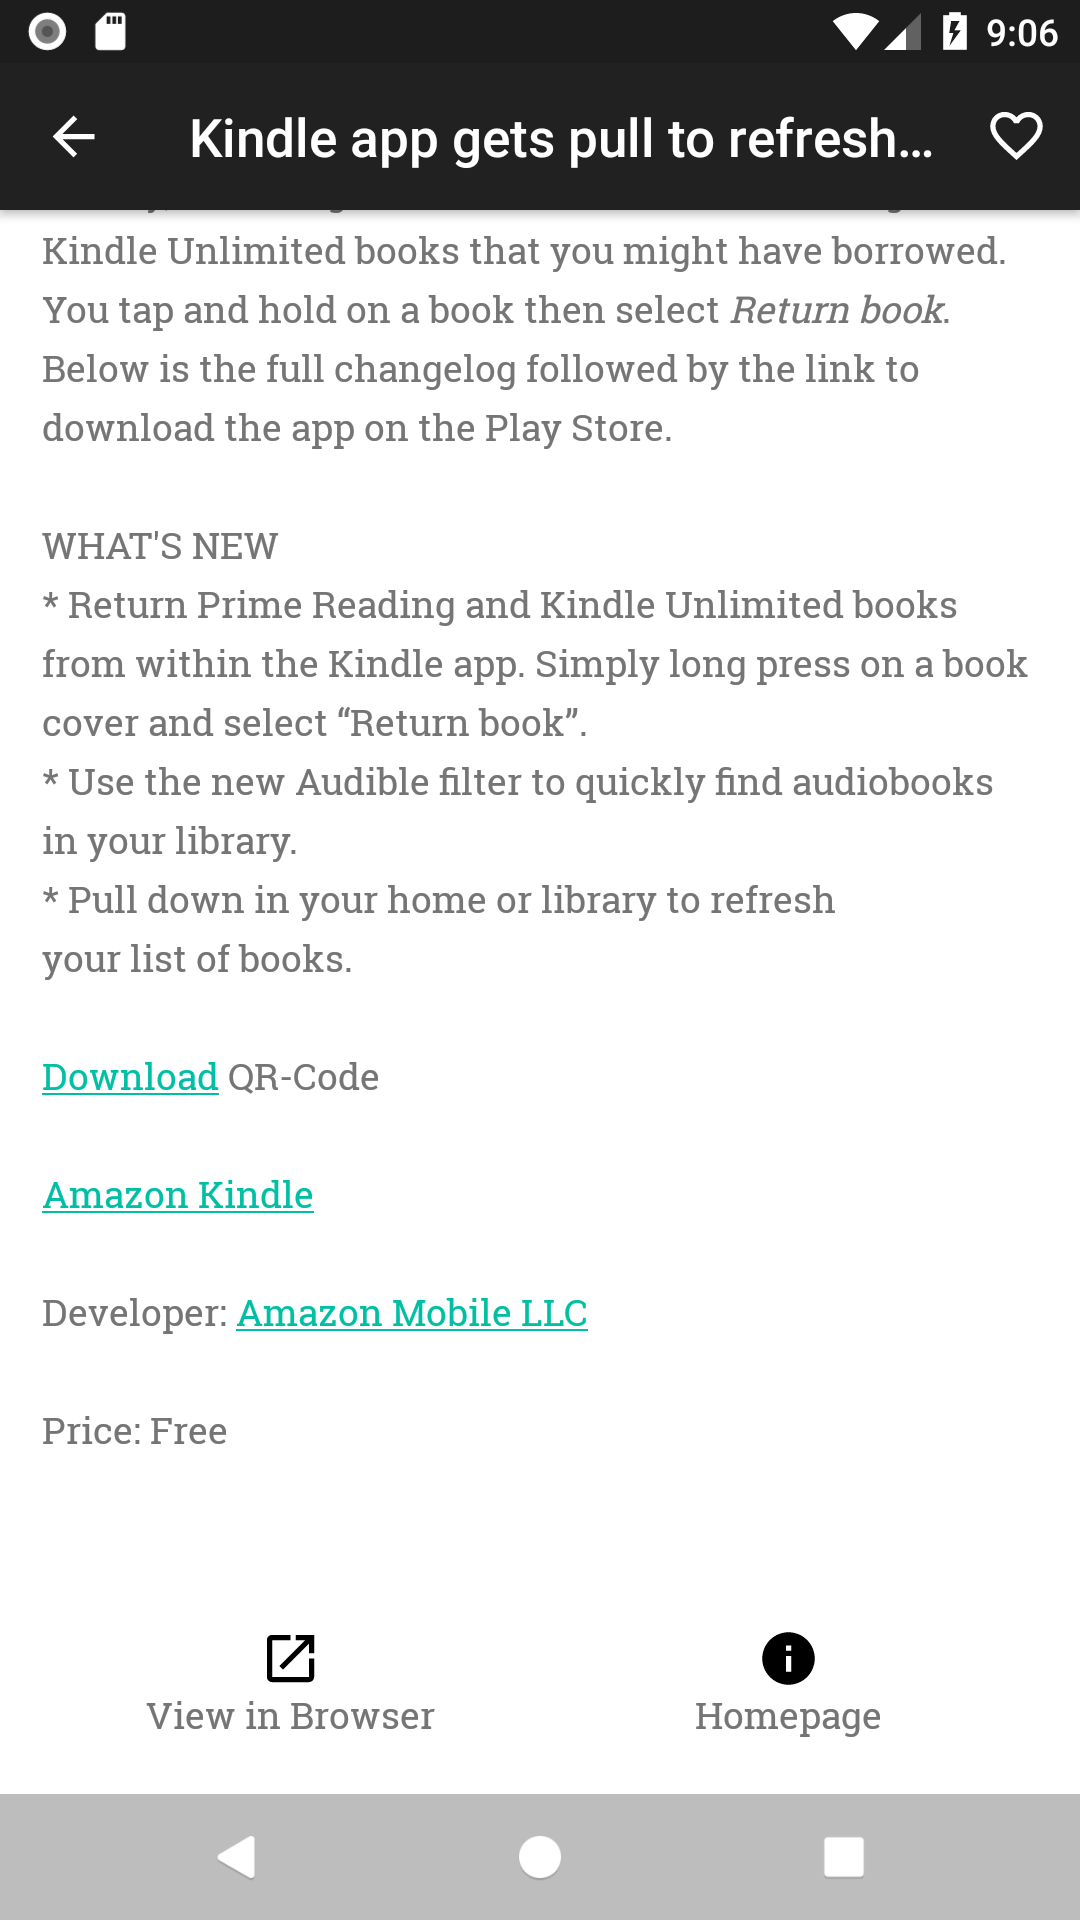 9:06
Kindle app gets pull to refresh...
Kindle Unlimited books that you might have borrowed.
You tap and hold on a book then select Return book.
Below is the full changelog followed by the link to
download the app on the Play Store.
WHAT'S NEW
* Return Prime Reading and Kindle Unlimited books
from within the Kindle app. Simply long press on a book
cover and select “Return book”.
* Use the new Audible filter to quickly find audiobooks
in your library.
* Pull down in your home or library to refresh
your list of books.
Download QR-Code
Amazon Kindle
Developer: Amazon Mobile LLC
Price: Free
View in Browser
Homepage